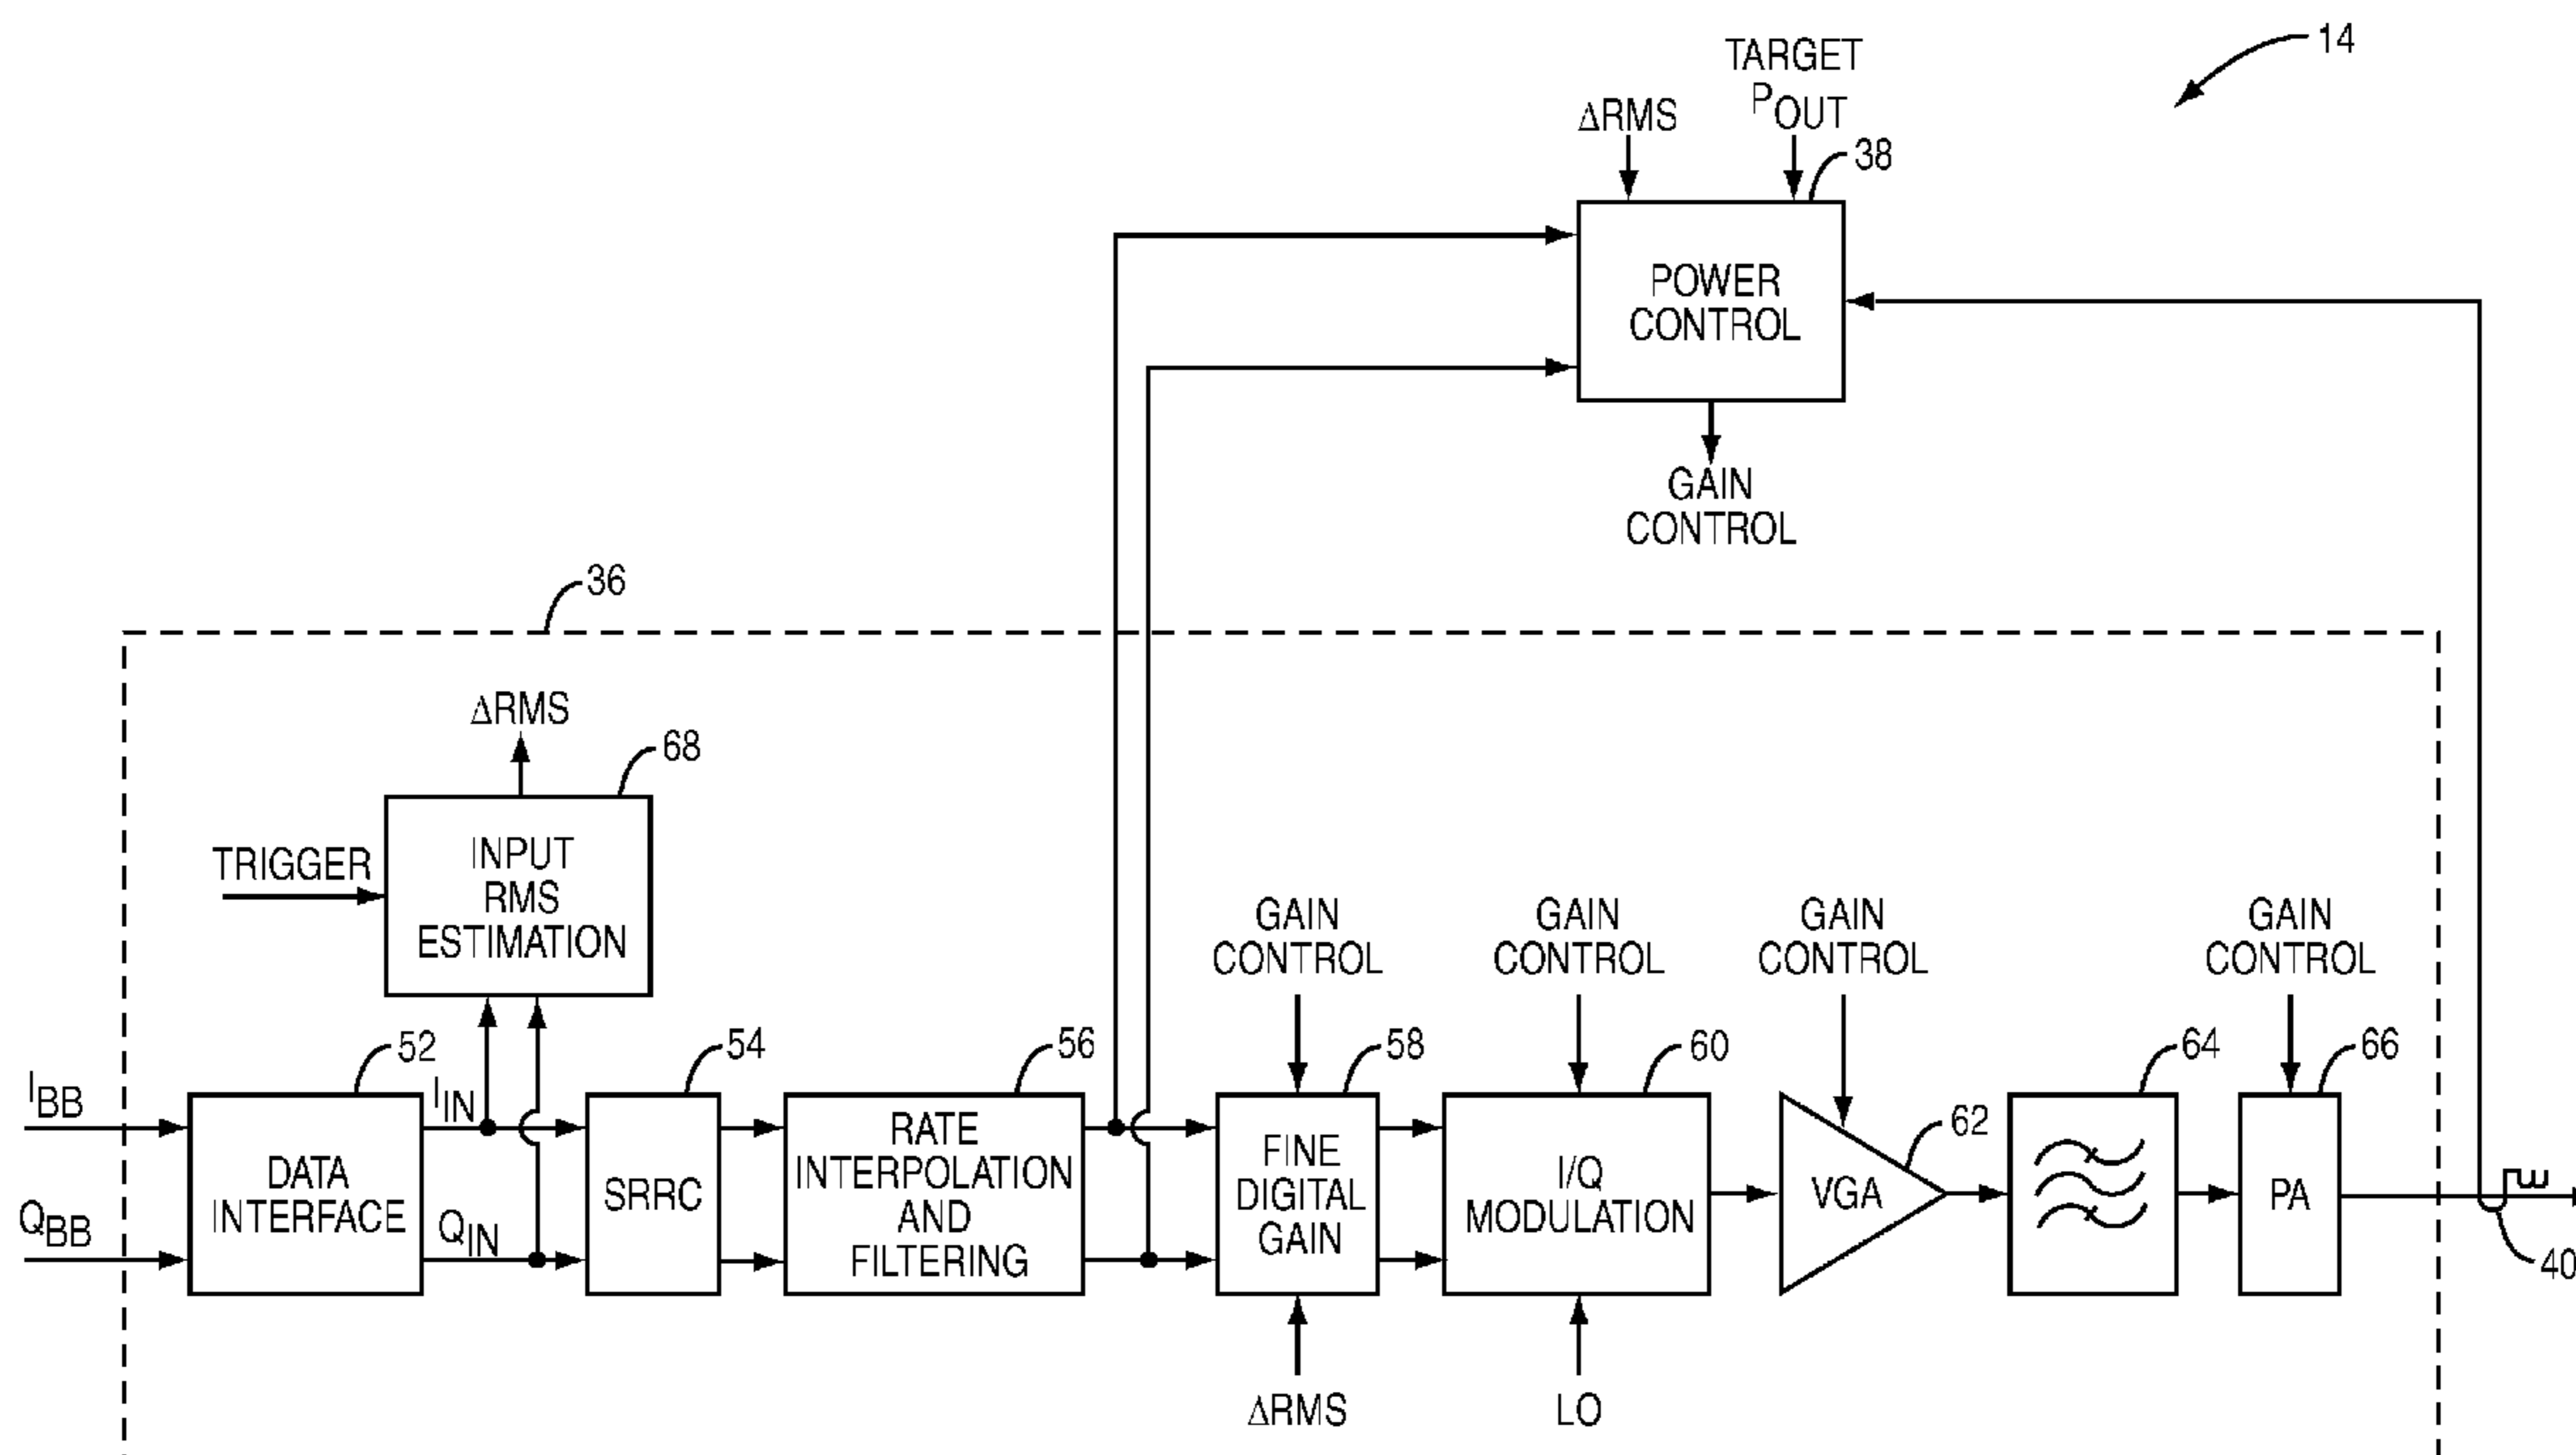 14
TARGET
POUT
ΔRMS
38
POWER
CONTROL
GAIN
CONTROL
36
ΔRMS
68
TRIGGER
INPUT
RMS
ESTIMATION
GAIN
CONTROL
GAIN
CONTROL
GAIN
CONTROL
GAIN
CONTROL
52
54
56
58
60
62
64
66
IBB
QBB
DATA
INTERFACE
IIN
QIN
SRRC
RATE
INTERPOLATION
AND
FILTERING
FINE
DIGITAL
GAIN
I/Q
MODULATION
VGA
PA
40
ΔRMS
LO